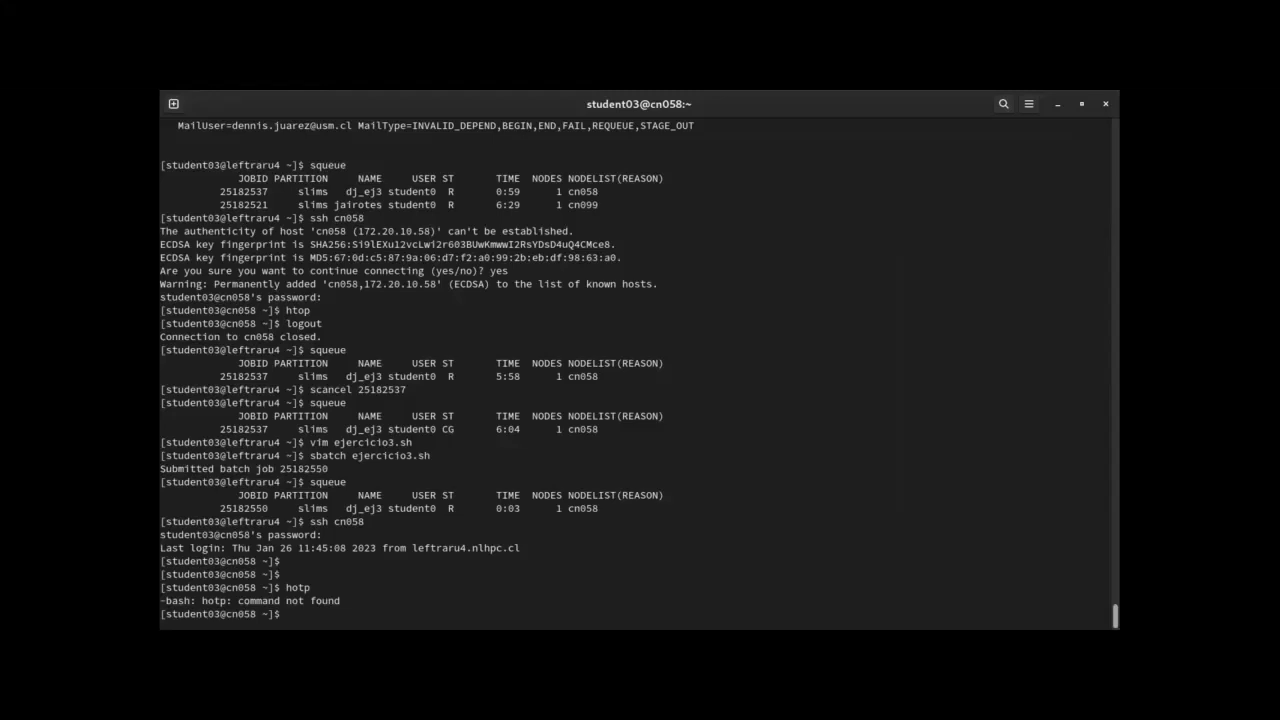 student03@cn058:~
MailUser=dennis.juarez@usm.cl MailType=INVALID_DEPEND,BEGIN,END,FAIL,REQUEUE,STAGE_OUT
[student03@leftraru4 ~]$ squeue
JOBID PARTITION NAME USER ST TIME NODES NODELIST(REASON)
25182537 slims dj_ej3 student0 R 0:59 1 cn058
25182521 slims jairotes student0 R 6:29 1 cn099
[student03@leftraru4 ~]$ ssh cn058
The authenticity of host 'cn058 (172.20.10.58)' can't be established.
ECDSA key fingerprint is SHA256:Si9lEXu12vcLwi2r603BUwKmwwI2RsYDsD4uQ4CMce8.
ECDSA key fingerprint is MD5:67:0d:c5:87:9a:06:d7:f2:a0:99:2b:eb:df:98:63:a0.
Are you sure you want to continue connecting (yes/no)? yes
Warning: Permanently added 'cn058,172.20.10.58' (ECDSA) to the list of known hosts.
student03@cn058's password:
[student03@cn058 ~]$ htop
[student03@cn058 ~]$ logout
Connection to cn058 closed.
[student03@leftraru4 ~]$ squeue
JOBID PARTITION NAME USER ST TIME NODES NODELIST(REASON)
25182537 slims dj_ej3 student0 R 5:58 1 cn058
[student03@leftraru4 ~]$ scancel 25182537
[student03@leftraru4 ~]$ squeue
JOBID PARTITION NAME USER ST TIME NODES NODELIST(REASON)
25182537 slims dj_ej3 student0 CG 6:04 1 cn058
[student03@leftraru4 ~]$ vim ejercicio3.sh
[student03@leftraru4 ~]$ sbatch ejercicio3.sh
Submitted batch job 25182550
[student03@leftraru4 ~]$ squeue
JOBID PARTITION NAME USER ST TIME NODES NODELIST(REASON)
25182550 slims dj_ej3 student0 R 0:03 1 cn058
[student03@leftraru4 ~]$ ssh cn058
student03@cn058's password:
Last login: Thu Jan 26 11:45:08 2023 from leftraru4.nlhpc.cl
[student03@cn058 ~]$
[student03@cn058 ~]$
[student03@cn058 ~]$ hotp
-bash: hotp: command not found
[student03@cn058 ~]$